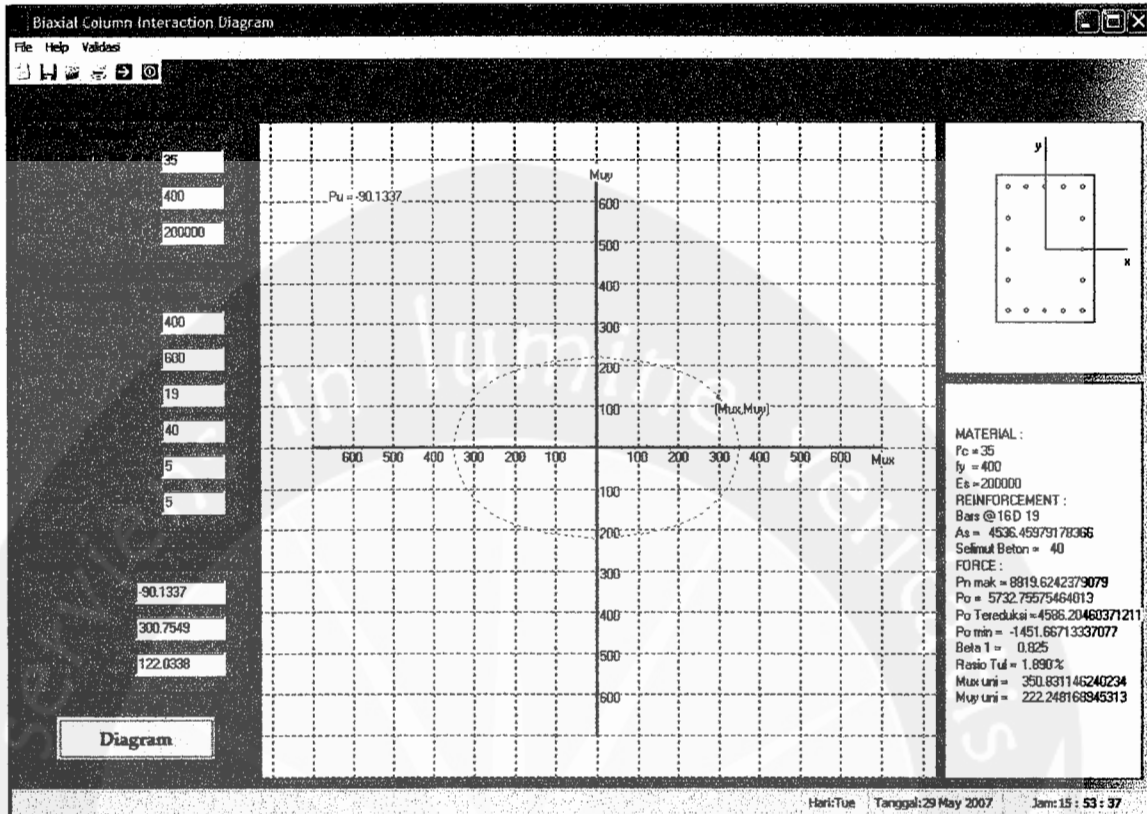 Biaxial Column Interaction Diagram
File Help Validasi
35
400
200000
400
600
19
40
5
5
-90.1337
300.7549
122.0338
Diagram
Pu = -90.1337
Muy
600
500
400
300
200
100
[Mux,Muy]
600 500 400 300 200 100 100 200 300 400 500 600 Mux
100
200
300
400
500
600
y
x
MATERIAL :
f'c = 35
fy = 400
Es = 200000
REINFORCEMENT :
Bars @ 16 D 19
As = 4536.45979178366
Selimut Beton = 40
FORCE :
Pn mak = 8819.6242379079
Po = 5732.75575464013
Po Tereduksi = 4586.20460371211
Po min = -1451.66713337077
Beta 1 = 0.825
Rasio Tul = 1.890%
Mux uni = 350.831146240234
Muy uni = 222.248168945313
Hari:Tue Tanggal:29 May 2007 Jam:15 : 53 : 37
in lumine veritatis